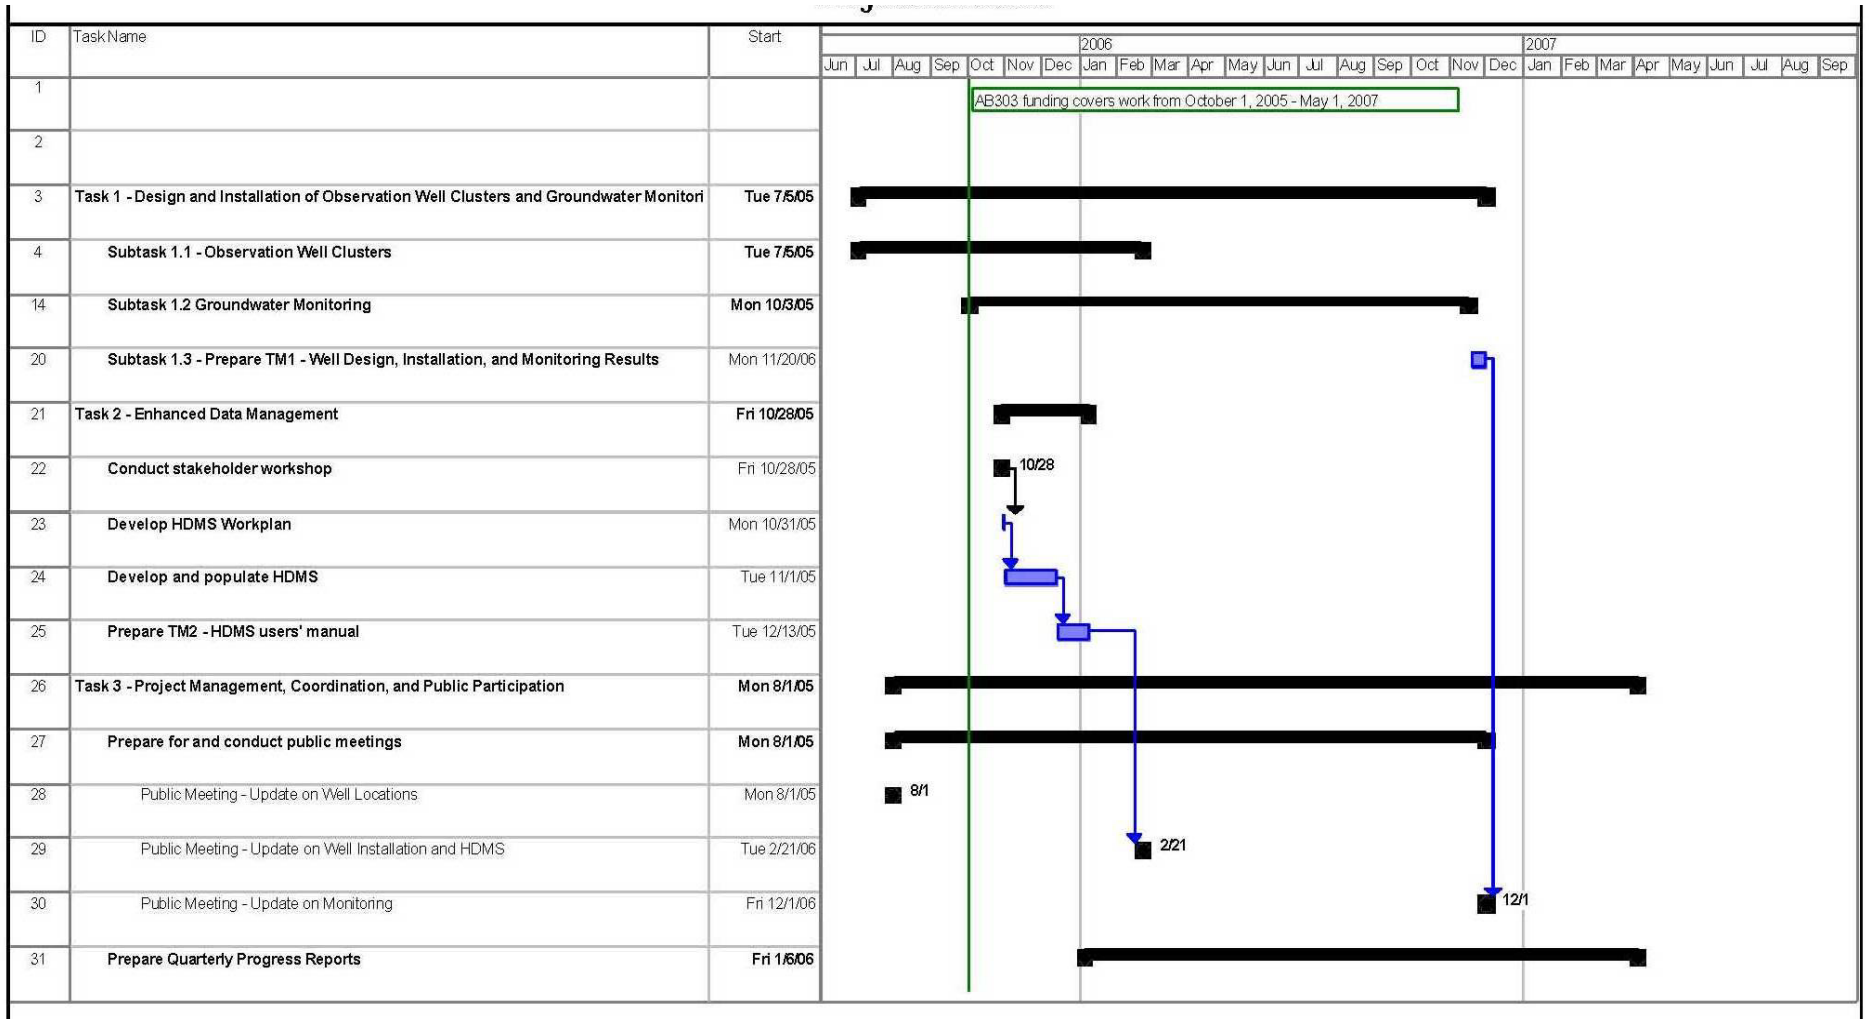 ID Task Name Start
2006 2007
Jun Jul Aug Sep Oct Nov Dec Jan Feb Mar Apr May Jun Jul Aug Sep Oct Nov Dec Jan Feb Mar Apr May Jun Jul Aug Sep
1 AB303 funding covers work from October 1, 2005 - May 1, 2007
2
3 Task 1 - Design and Installation of Observation Well Clusters and Groundwater Monitori Tue 7/5/05
4 Subtask 1.1 - Observation Well Clusters Tue 7/5/05
14 Subtask 1.2 Groundwater Monitoring Mon 10/3/05
20 Subtask 1.3 - Prepare TM1 - Well Design, Installation, and Monitoring Results Mon 11/20/06
21 Task 2 - Enhanced Data Management Fri 10/28/05
22 Conduct stakeholder workshop Fri 10/28/05 10/28
23 Develop HDMS Workplan Mon 10/31/05
24 Develop and populate HDMS Tue 11/1/05
25 Prepare TM2 - HDMS users' manual Tue 12/13/05
26 Task 3 - Project Management, Coordination, and Public Participation Mon 8/1/05
27 Prepare for and conduct public meetings Mon 8/1/05
28 Public Meeting - Update on Well Locations Mon 8/1/05 8/1
29 Public Meeting - Update on Well Installation and HDMS Tue 2/21/06 2/21
30 Public Meeting - Update on Monitoring Fri 12/1/06 12/1
31 Prepare Quarterly Progress Reports Fri 1/6/06